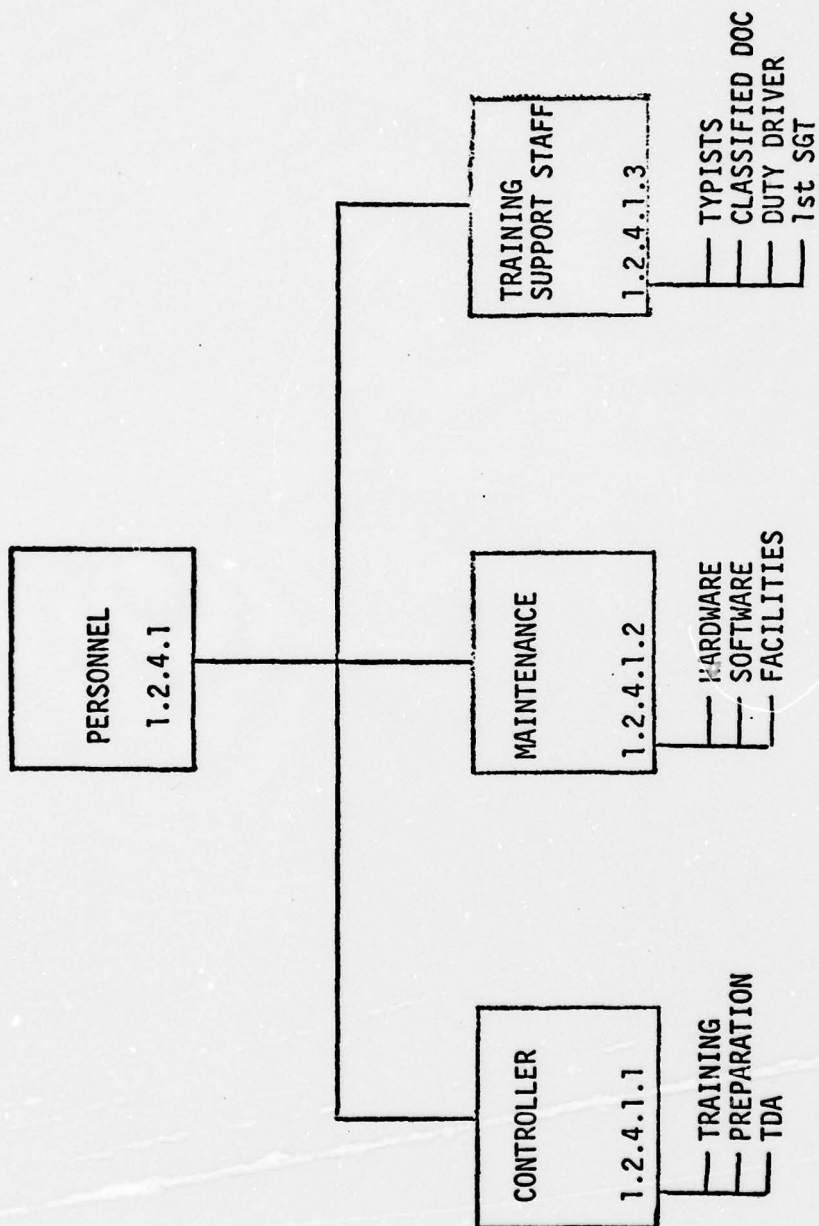 PERSONNEL
1.2.4.1
CONTROLLER
1.2.4.1.1
TRAINING
PREPARATION
TDA
MAINTENANCE
1.2.4.1.2
HARDWARE
SOFTWARE
FACILITIES
TRAINING
SUPPORT STAFF
1.2.4.1.3
TYPISTS
CLASSIFIED DOC
DUTY DRIVER
1st SGT